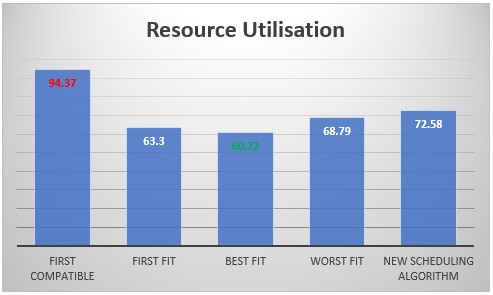 Resource Utilisation
94.37
63.3
60.72
68.79
72.58
FIRST
COMPATIBLE
FIRST FIT
BEST FIT
WORST FIT
NEW SCHEDULING
ALGORITHM